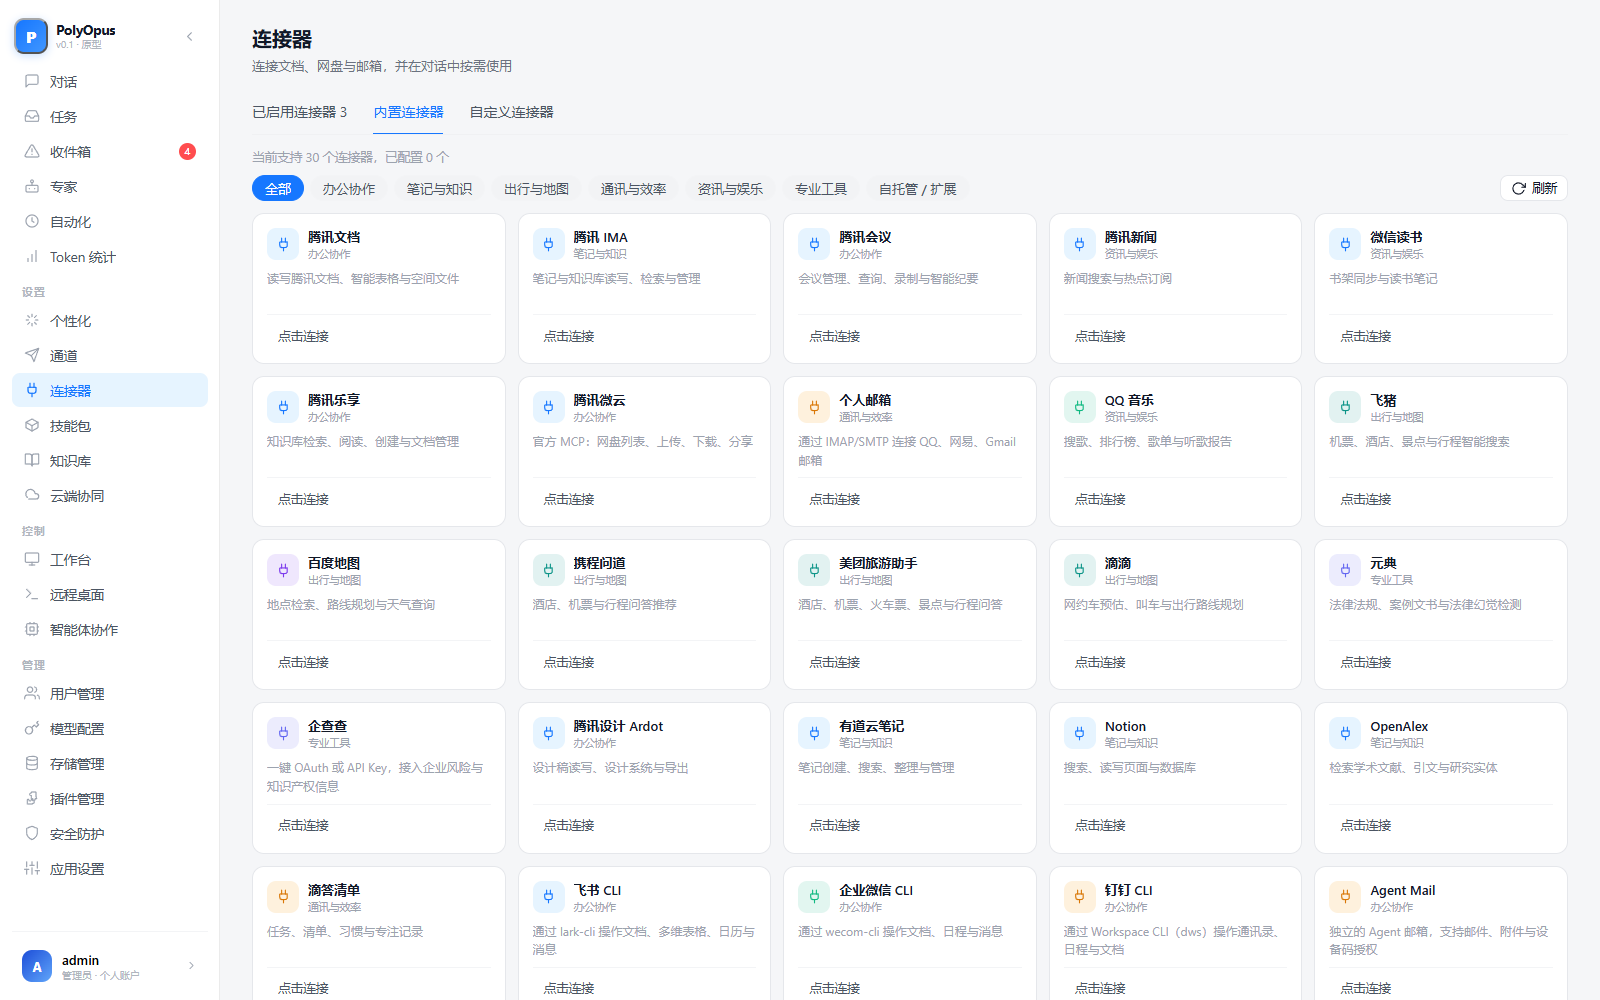 P
PolyOpus
v0.1 · 原型
对话
任务
收件箱
4
专家
自动化
Token 统计
设置
个性化
通道
连接器
技能包
知识库
云端协同
控制
工作台
远程桌面
智能体协作
管理
用户管理
模型配置
存储管理
插件管理
安全防护
应用设置
A
admin
管理员 · 个人账户
连接器
连接文档、网盘与邮箱，并在对话中按需使用
已启用连接器 3
内置连接器
自定义连接器
当前支持 30 个连接器，已配置 0 个
全部
办公协作
笔记与知识
出行与地图
通讯与效率
资讯与娱乐
专业工具
自托管 / 扩展
刷新
腾讯文档
办公协作
读写腾讯文档、智能表格与空间文件
点击连接
腾讯 IMA
笔记与知识
笔记与知识库读写、检索与管理
点击连接
腾讯会议
办公协作
会议管理、查询、录制与智能纪要
点击连接
腾讯新闻
资讯与娱乐
新闻搜索与热点订阅
点击连接
微信读书
资讯与娱乐
书架同步与读书笔记
点击连接
腾讯乐享
办公协作
知识库检索、阅读、创建与文档管理
点击连接
腾讯微云
办公协作
官方 MCP：网盘列表、上传、下载、分享
点击连接
个人邮箱
通讯与效率
通过 IMAP/SMTP 连接 QQ、网易、Gmail
邮箱
点击连接
QQ 音乐
资讯与娱乐
搜歌、排行榜、歌单与听歌报告
点击连接
飞猪
出行与地图
机票、酒店、景点与行程智能搜索
点击连接
百度地图
出行与地图
地点检索、路线规划与天气查询
点击连接
携程问道
出行与地图
酒店、机票与行程问答推荐
点击连接
美团旅游助手
出行与地图
酒店、机票、火车票、景点与行程问答
点击连接
滴滴
出行与地图
网约车预估、叫车与出行路线规划
点击连接
元典
专业工具
法律法规、案例文书与法律幻觉检测
点击连接
企查查
专业工具
一键 OAuth 或 API Key，接入企业风险与
知识产权信息
点击连接
腾讯设计 Ardot
办公协作
设计稿读写、设计系统与导出
点击连接
有道云笔记
笔记与知识
笔记创建、搜索、整理与管理
点击连接
Notion
笔记与知识
搜索、读写页面与数据库
点击连接
OpenAlex
笔记与知识
检索学术文献、引文与研究实体
点击连接
滴答清单
通讯与效率
任务、清单、习惯与专注记录
点击连接
飞书 CLI
办公协作
通过 lark-cli 操作文档、多维表格、日历与
消息
点击连接
企业微信 CLI
办公协作
通过 wecom-cli 操作文档、日程与消息
点击连接
钉钉 CLI
办公协作
通过 Workspace CLI（dws）操作通讯录、
日程与文档
点击连接
Agent Mail
办公协作
独立的 Agent 邮箱，支持邮件、附件与设
备码授权
点击连接